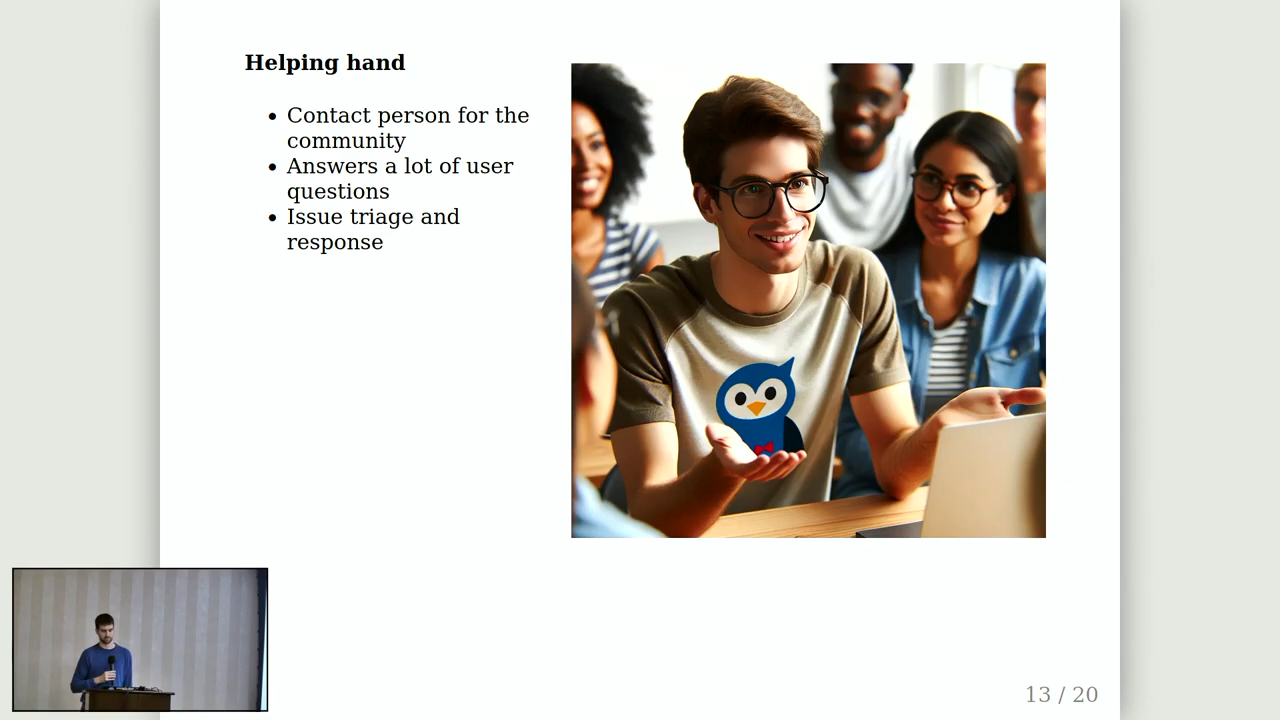 Helping hand
• Contact person for the
community
• Answers a lot of user
questions
• Issue triage and
response
13 / 20